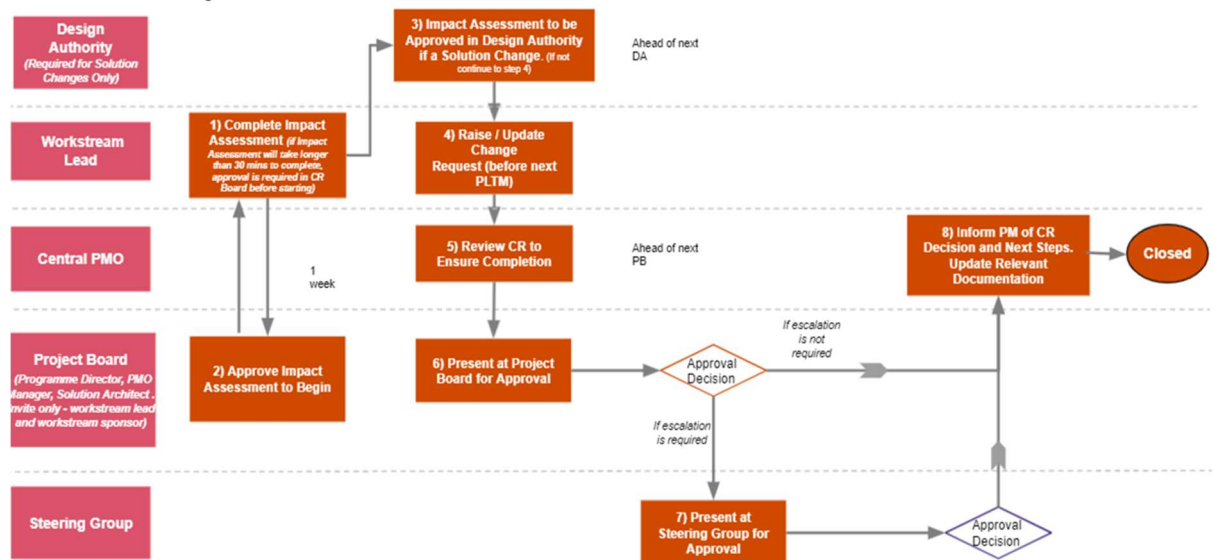 Design
Authority
(Required for Solution
Changes Only)
3) Impact Assessment to be
Approved in Design Authority
if a Solution Change. (If not
continue to step 4)
Ahead of next
DA
Workstream
Lead
1) Complete Impact
Assessment (if Impact
Assessment will take longer
than 30 mins to complete,
approval is required in CR
Board before starting)
4) Raise / Update
Change
Request (before next
PLTM)
Central PMO
1
week
5) Review CR to
Ensure Completion
Ahead of next
PB
8) Inform PM of CR
Decision and Next Steps.
Update Relevant
Documentation
Closed
Project Board
(Programme Director, PMO
Manager, Solution Architect .
nvite only - workstream lead
and workstream sponsor)
2) Approve Impact
Assessment to Begin
6) Present at Project
Board for Approval
Approval
Decision
If escalation
is not
required
If escalation
is required
Steering Group
7) Present at
Steering Group for
Approval
Approval
Decision